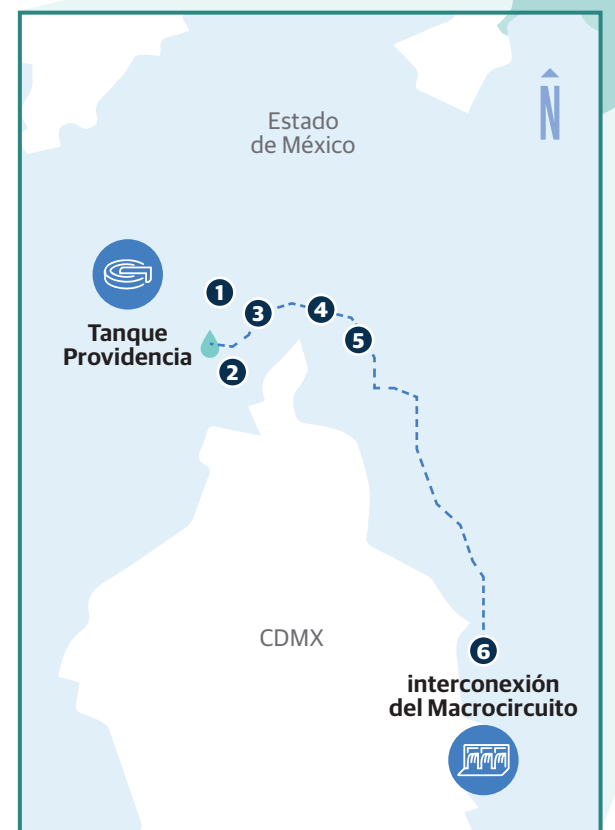 Estado
de México
N
1
3
4
Tanque
Providencia
5
2
CDMX
6
interconexión
del Macrocircuito